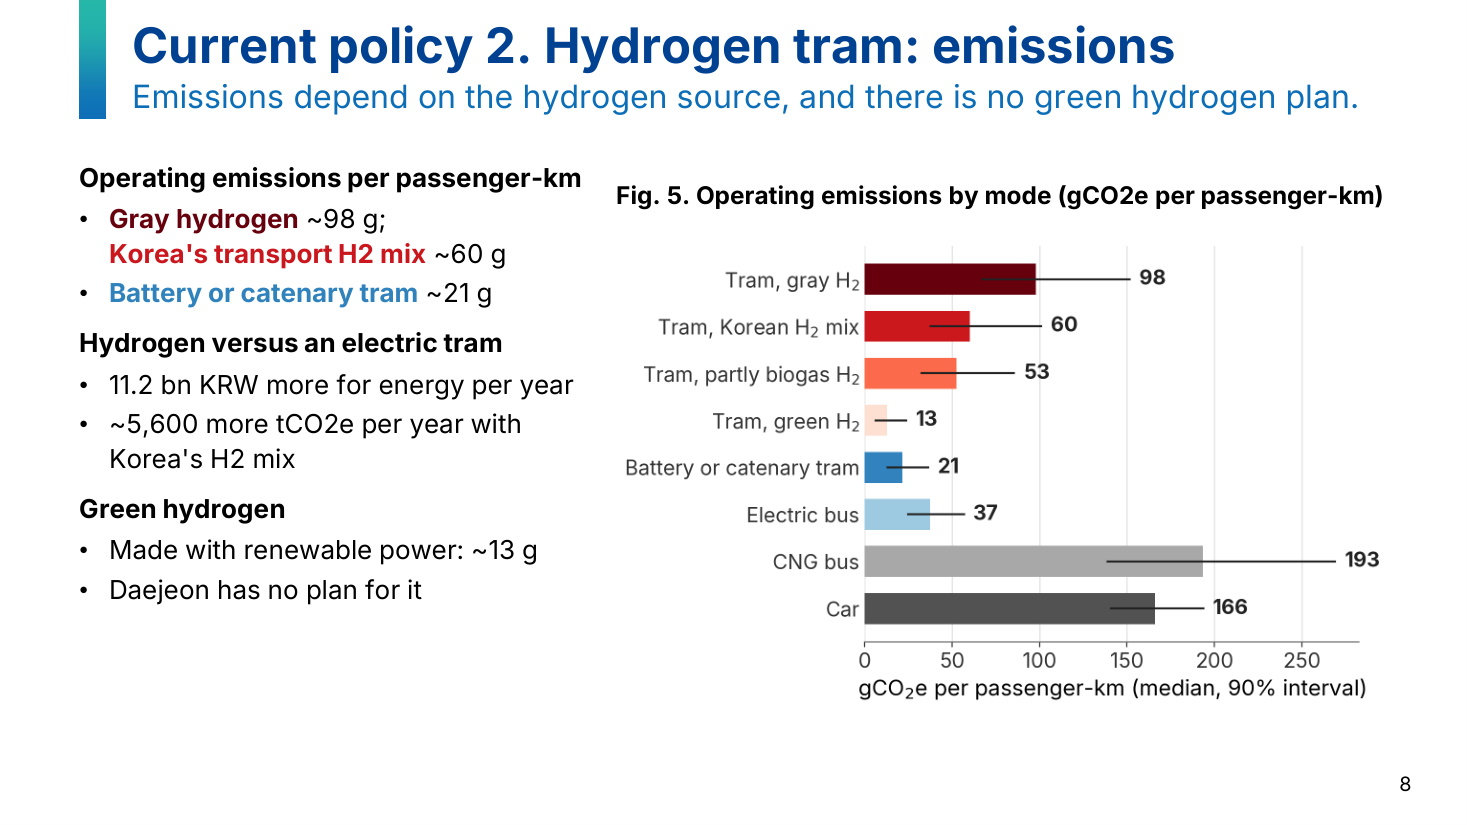 Current policy 2. Hydrogen tram: emissions
Emissions depend on the hydrogen source, and there is no green hydrogen plan.
Operating emissions per passenger-km
• Gray hydrogen ~98 g;
Korea's transport H2 mix ~60 g
• Battery or catenary tram ~21 g
Hydrogen versus an electric tram
• 11.2 bn KRW more for energy per year
• ~5,600 more tCO2e per year with
Korea's H2 mix
Green hydrogen
• Made with renewable power: ~13 g
• Daejeon has no plan for it
Fig. 5. Operating emissions by mode (gCO2e per passenger-km)
Tram, gray H₂ 98
Tram, Korean H₂ mix 60
Tram, partly biogas H₂ 53
Tram, green H₂ 13
Battery or catenary tram 21
Electric bus 37
CNG bus 193
Car 166
0 50 100 150 200 250
gCO₂e per passenger-km (median, 90% interval)
8